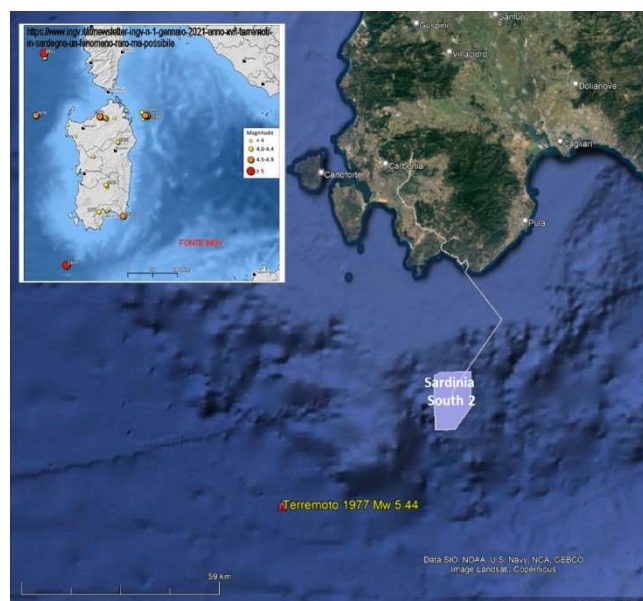 https://www.ingv.it/it/newsletter-ingv-n-1-gennaio-2021-anno-xvi/i-terremoti-
in-sardegna-un-fenomeno-raro-ma-possibile
Magnitude
< 4
4.0-4.4
4.5-4.9
≥ 5
FONTE INGV
Guspini
Sanluri
Villacidro
Dolianova
Cagliari
Carbonia
Carloforte
Pula
Sardinia
South 2
Terremoto 1977 Mw 5.44
Data SIO, NOAA, U.S. Navy, NGA, GEBCO
Image Landsat / Copernicus
59 km